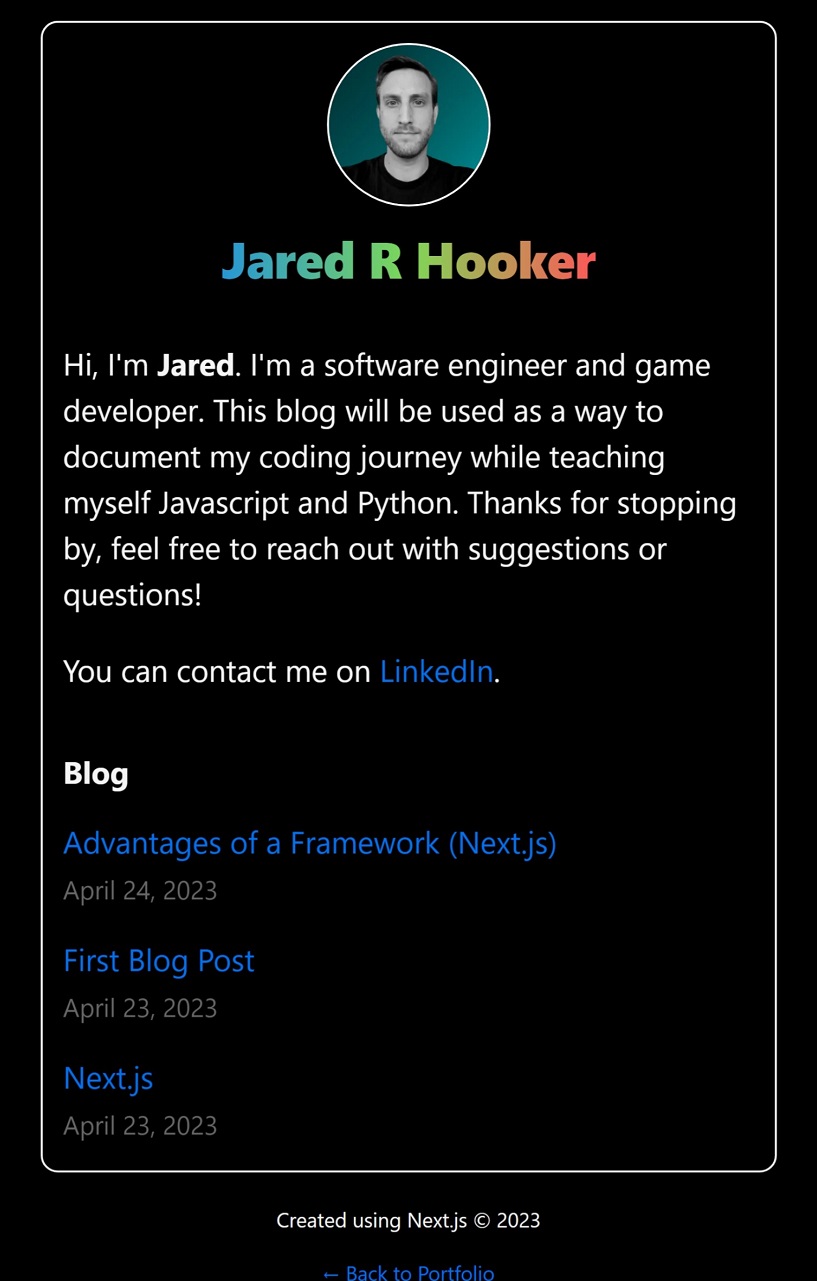 Jared R Hooker
Hi, I'm Jared. I'm a software engineer and game
developer. This blog will be used as a way to
document my coding journey while teaching
myself Javascript and Python. Thanks for stopping
by, feel free to reach out with suggestions or
questions!
You can contact me on LinkedIn.
Blog
Advantages of a Framework (Next.js)
April 24, 2023
First Blog Post
April 23, 2023
Next.js
April 23, 2023
Created using Next.js © 2023
← Back to Portfolio